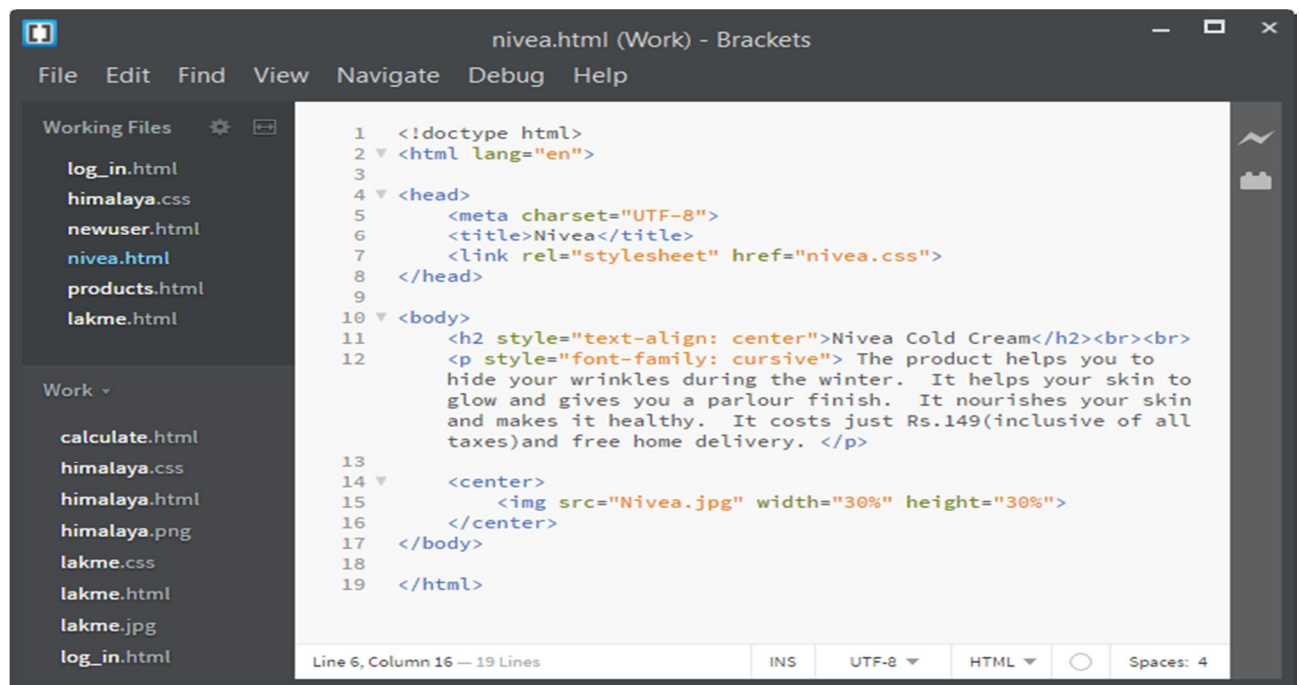 nivea.html (Work) - Brackets
File Edit Find View Navigate Debug Help
Working Files
log_in.html
himalaya.css
newuser.html
nivea.html
products.html
lakme.html
Work
calculate.html
himalaya.css
himalaya.html
himalaya.png
lakme.css
lakme.html
lakme.jpg
log_in.html
1 <!doctype html>
2 <html lang="en">
3
4 <head>
5 <meta charset="UTF-8">
6 <title>Nivea</title>
7 <link rel="stylesheet" href="nivea.css">
8 </head>
9
10 <body>
11 <h2 style="text-align: center">Nivea Cold Cream</h2><br><br>
12 <p style="font-family: cursive"> The product helps you to
hide your wrinkles during the winter.  It helps your skin to
glow and gives you a parlour finish.  It nourishes your skin
and makes it healthy.  It costs just Rs.149(inclusive of all
taxes)and free home delivery. </p>
13
14 <center>
15 <img src="Nivea.jpg" width="30%" height="30%">
16 </center>
17 </body>
18
19 </html>
Line 6, Column 16 — 19 Lines INS UTF-8 HTML Spaces: 4